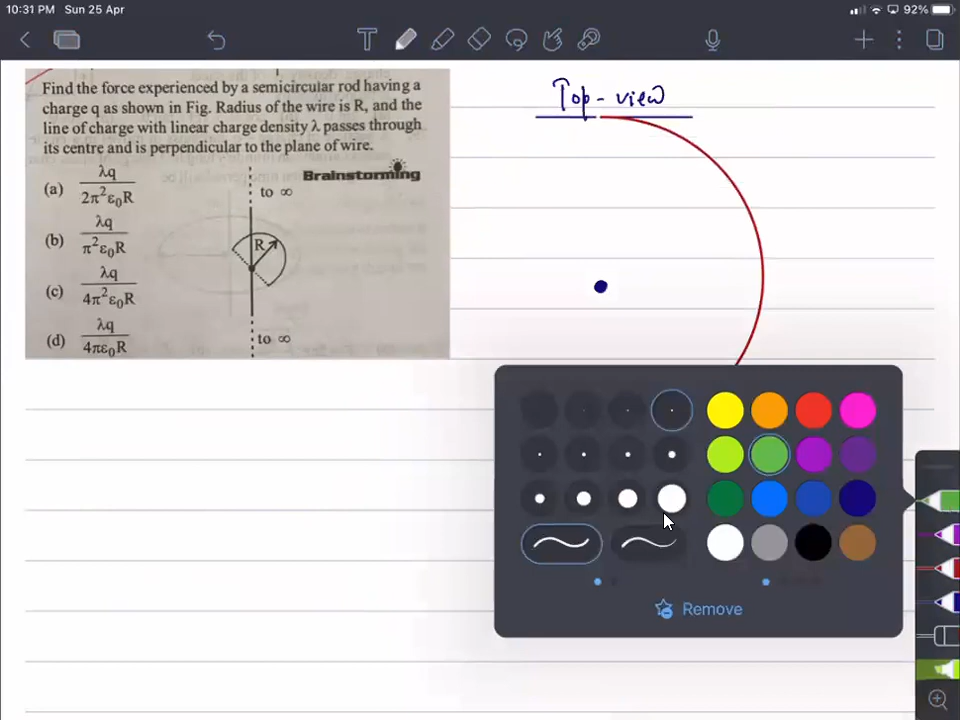 10:31 PM Sun 25 Apr
92%
Find the force experienced by a semicircular rod having a
charge q as shown in Fig. Radius of the wire is R, and the
line of charge with linear charge density λ passes through
its centre and is perpendicular to the plane of wire.
Brainstorming
(a) λq / 2π²ε₀R
(b) λq / π²ε₀R
(c) λq / 4π²ε₀R
(d) λq / 4πε₀R
to ∞
R
to ∞
Top-view
Remove